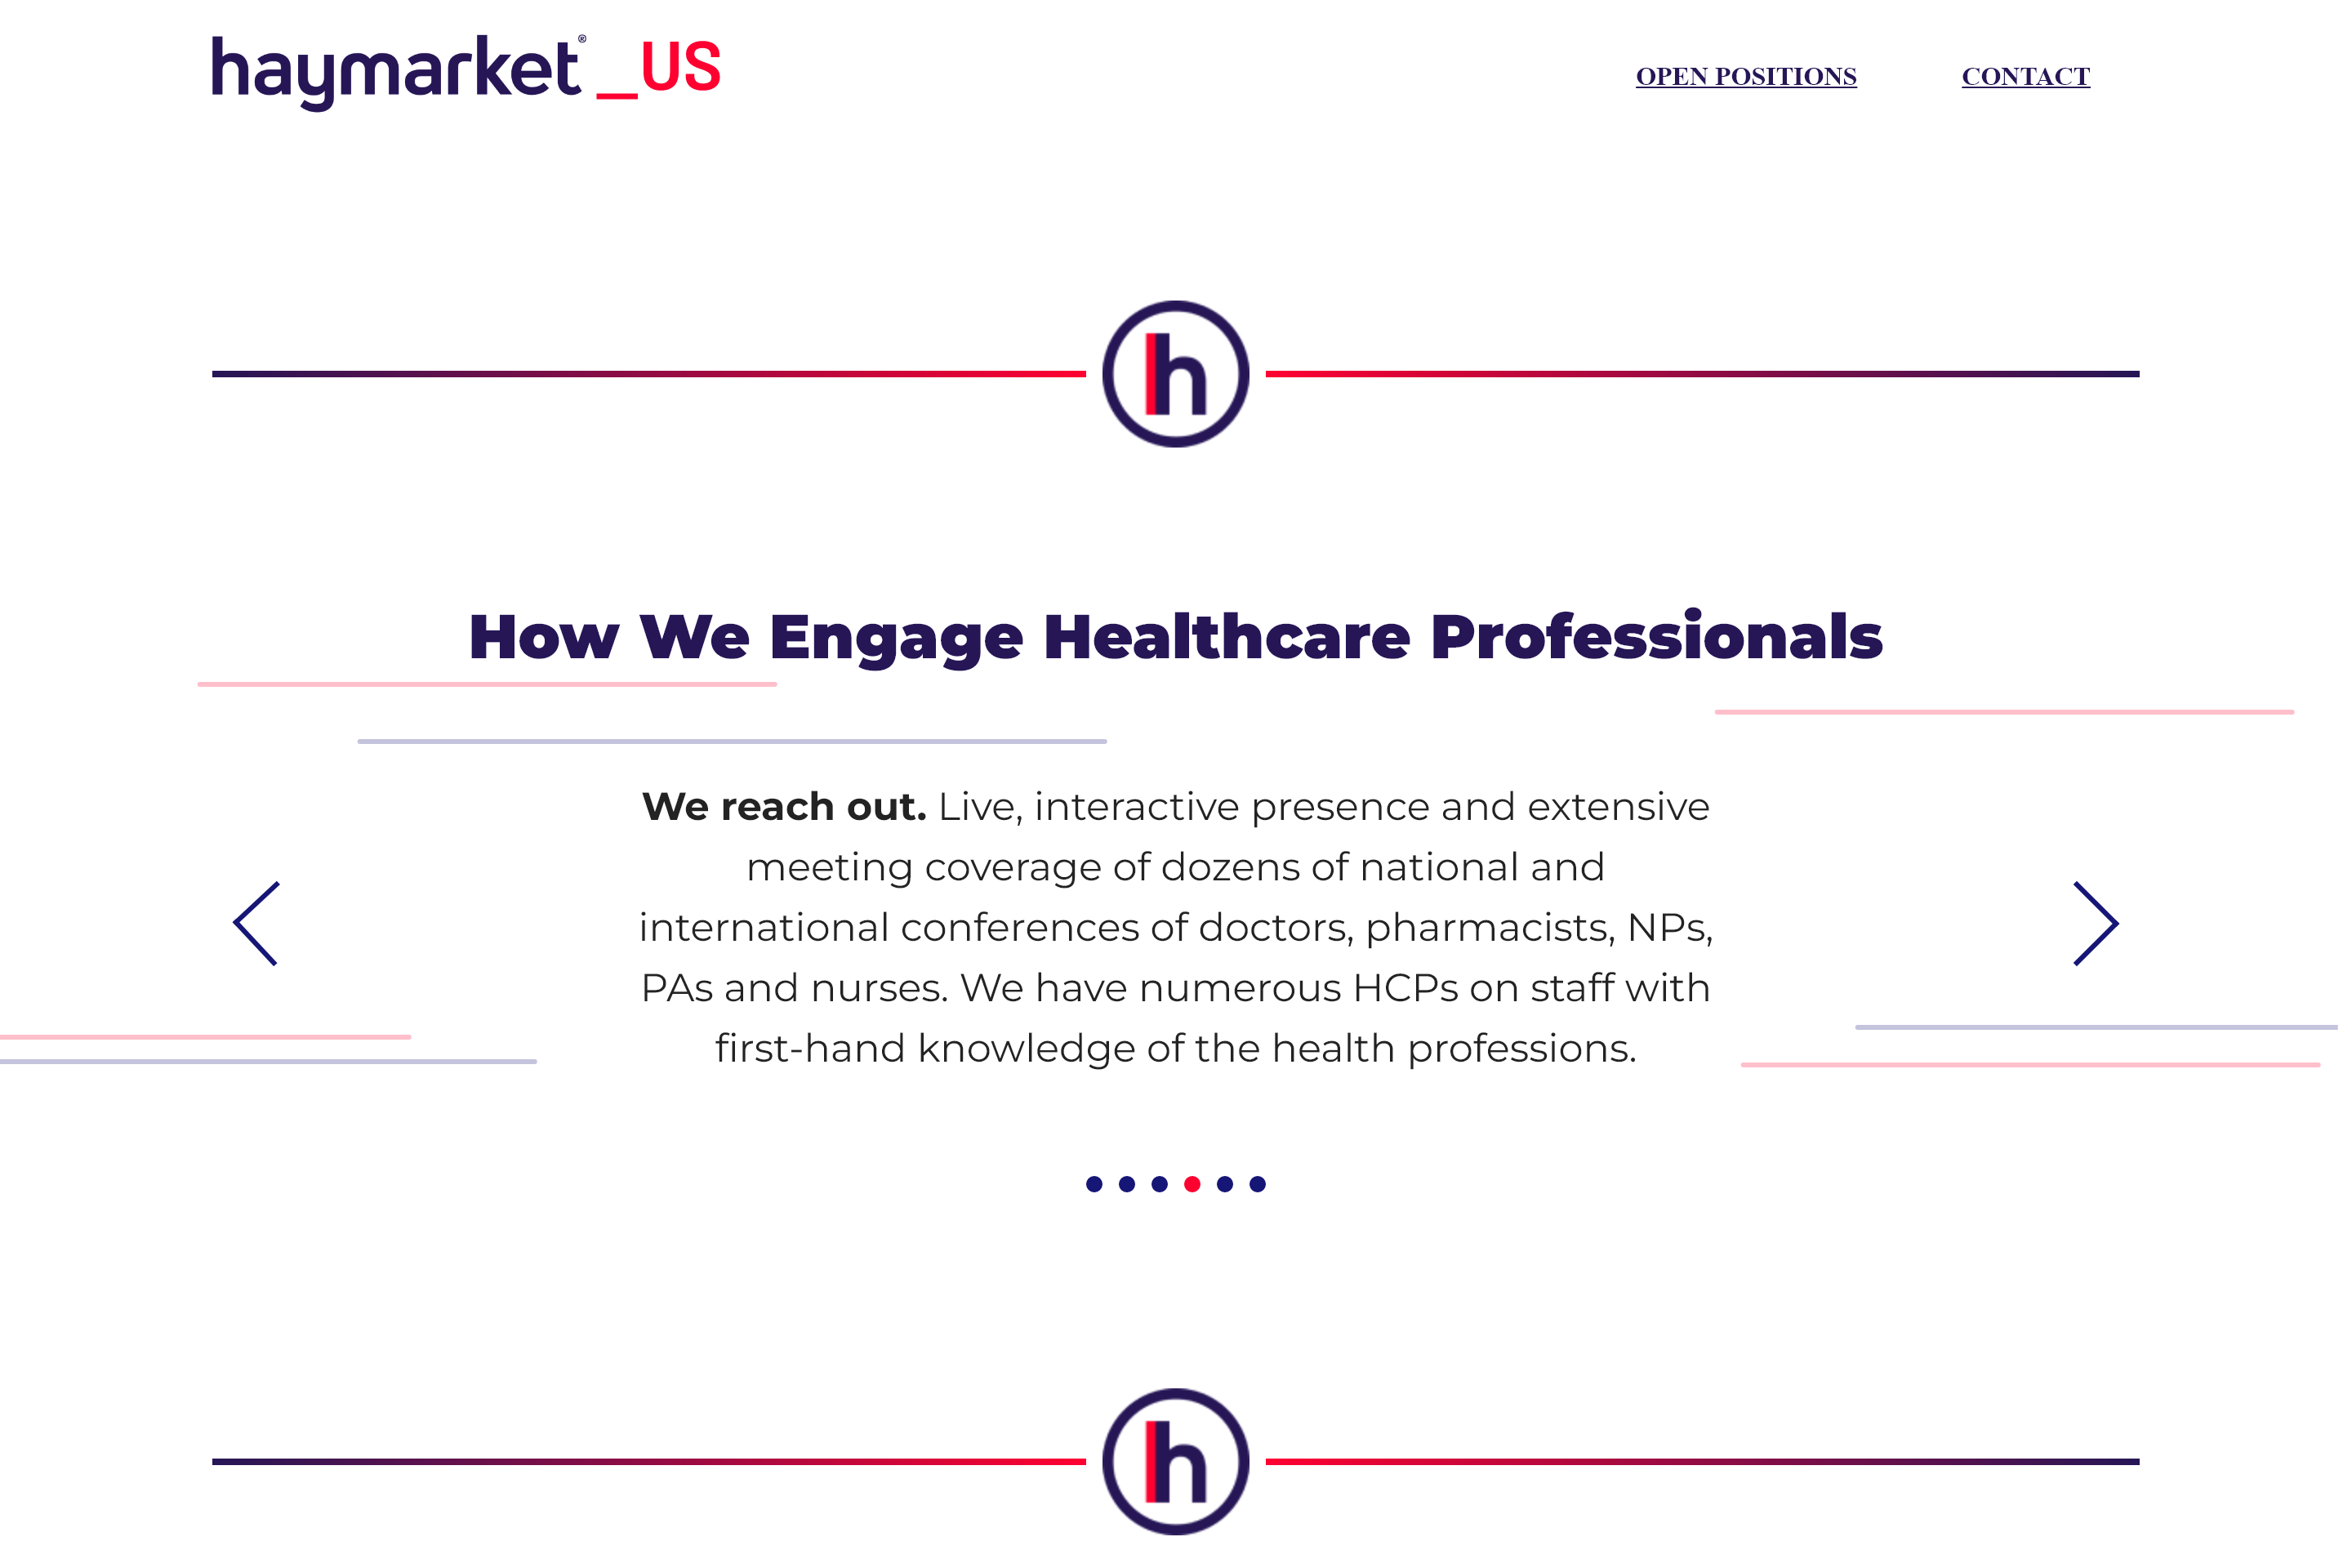 haymarket® _US
OPEN POSITIONS
CONTACT
h
How We Engage Healthcare Professionals
We reach out. Live, interactive presence and extensive
meeting coverage of dozens of national and
international conferences of doctors, pharmacists, NPs,
PAs and nurses. We have numerous HCPs on staff with
first-hand knowledge of the health professions.
h